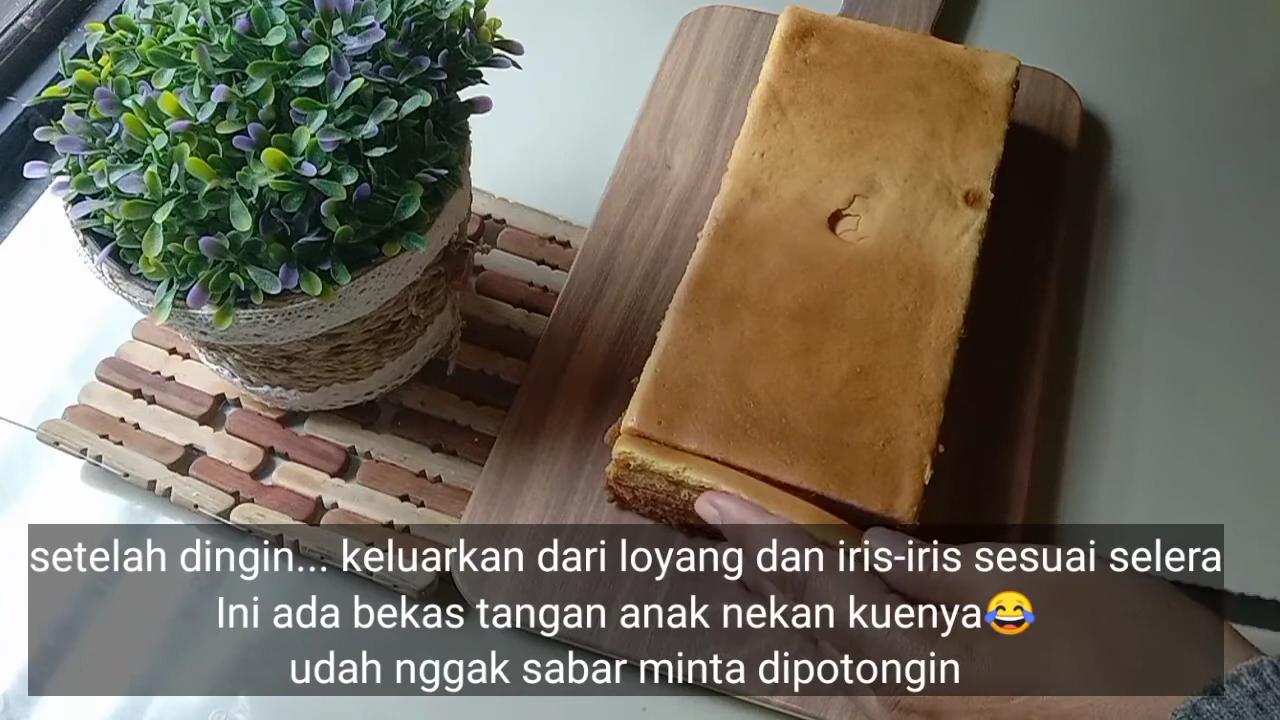 setelah dingin... keluarkan dari loyang dan iris-iris sesuai selera
Ini ada bekas tangan anak nekan kuenya😂
udah nggak sabar minta dipotongin